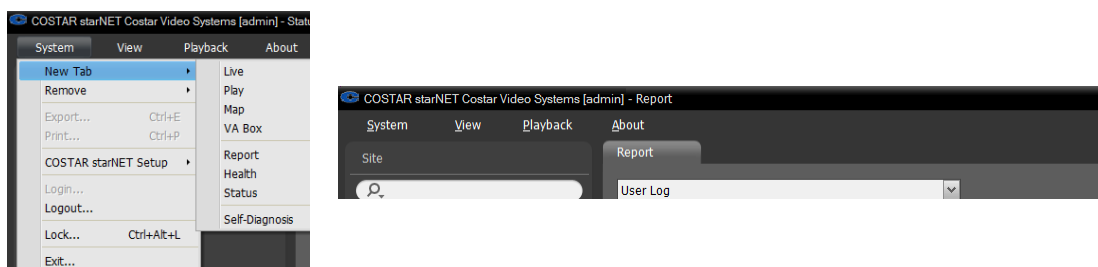 COSTAR starNET Costar Video Systems [admin] -
System View Playback About
New Tab
Remove
Export... Ctrl+E
Print... Ctrl+P
COSTAR starNET Setup
Login...
Logout...
Lock... Ctrl+Alt+L
Exit...
Live
Play
Map
VA Box
Report
Health
Status
Self-Diagnosis
COSTAR starNET Costar Video Systems [admin] - Report
System View Playback About
Site
Report
User Log